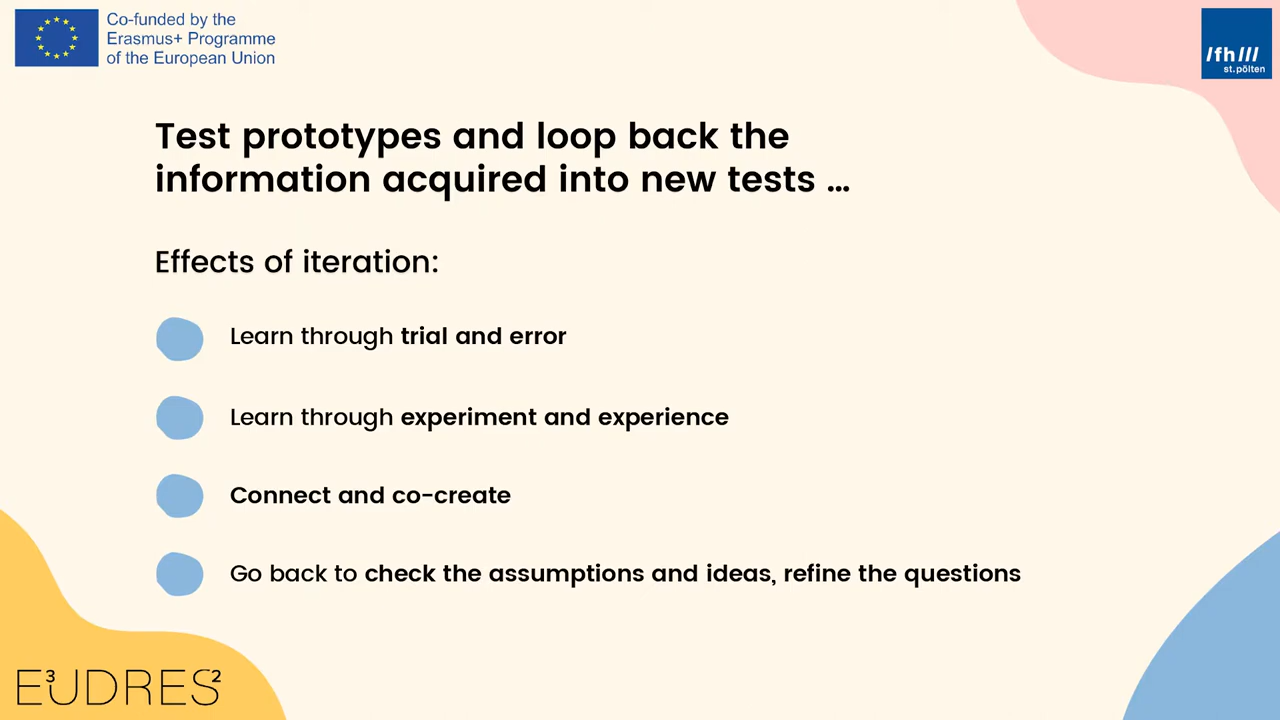 Co-funded by the
Erasmus+ Programme
of the European Union
/fh///
st.pölten
Test prototypes and loop back the
information acquired into new tests ...
Effects of iteration:
Learn through trial and error
Learn through experiment and experience
Connect and co-create
Go back to check the assumptions and ideas, refine the questions
E³UDRES²